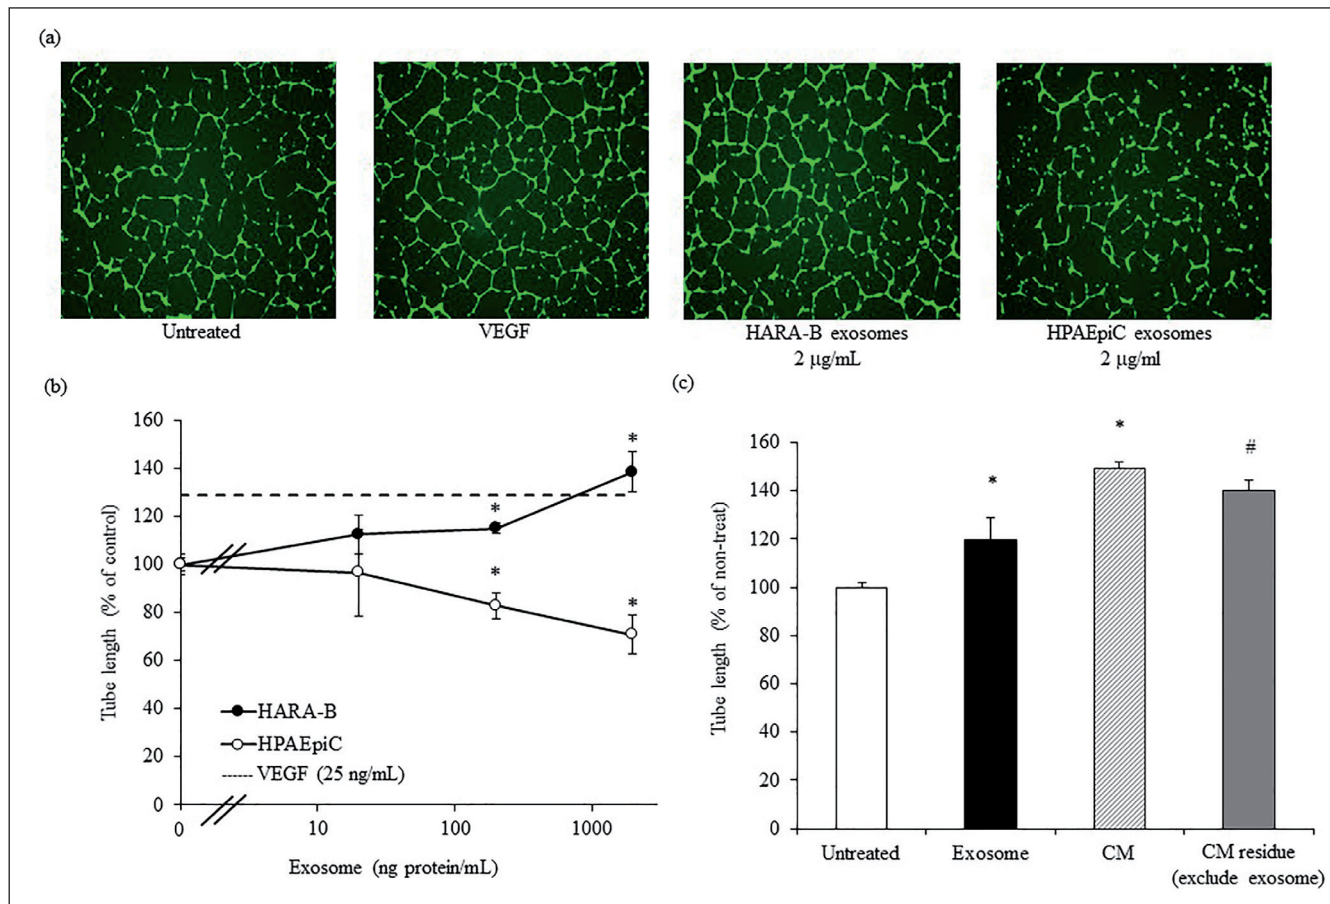 (a)
Untreated
VEGF
HARA-B exosomes
2 μg/mL
HPAEpiC exosomes
2 μg/ml
(b)
Tube length (% of control)
160
140
120
100
80
60
40
20
0
*
*
*
*
HARA-B
HPAEpiC
VEGF (25 ng/mL)
0
10
100
1000
Exosome (ng protein/mL)
(c)
Tube length (% of non-treat)
160
140
120
100
80
60
40
20
0
*
*
#
Untreated
Exosome
CM
CM residue
(exclude exosome)